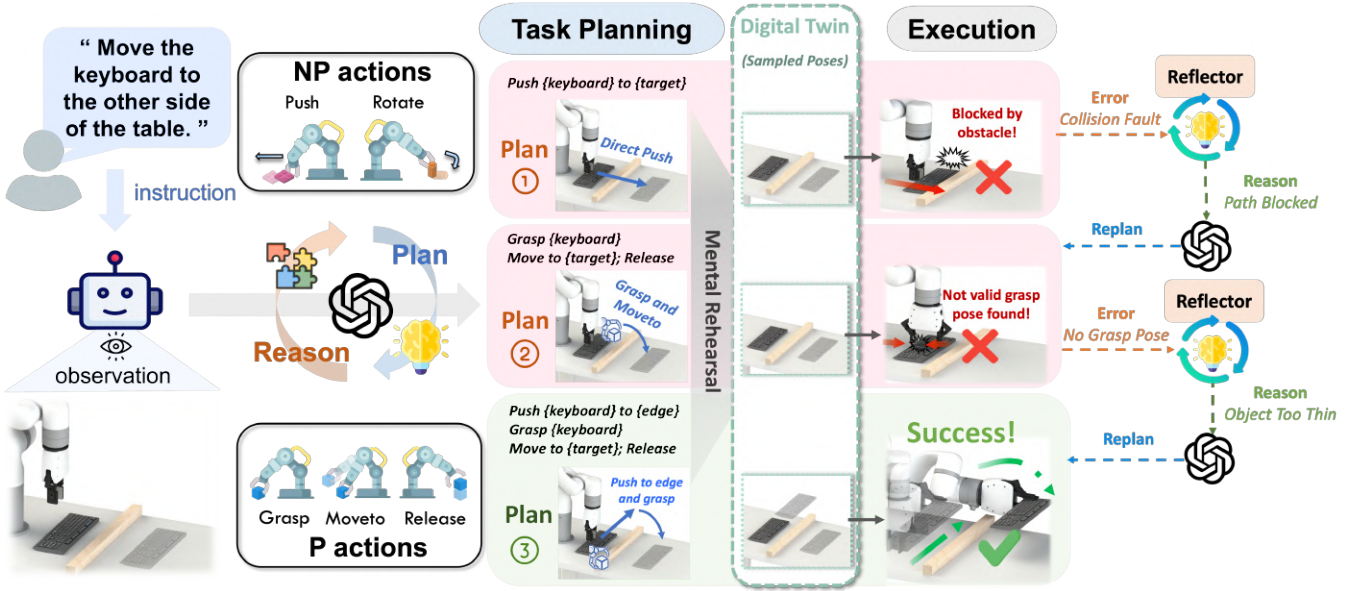 “ Move the
keyboard to
the other side
of the table. ”
instruction
observation
NP actions
Push
Rotate
Reason
Plan
Grasp
Moveto
Release
P actions
Task Planning
Digital Twin
(Sampled Poses)
Execution
Push {keyboard} to {target}
Plan
1
Direct Push
Blocked by
obstacle!
Error
Collision Fault
Reflector
Reason
Path Blocked
Replan
Mental Rehearsal
Grasp {keyboard}
Move to {target}; Release
Plan
2
Grasp and
Moveto
Not valid grasp
pose found!
Error
No Grasp Pose
Reflector
Reason
Object Too Thin
Replan
Push {keyboard} to {edge}
Grasp {keyboard}
Move to {target}; Release
Plan
3
Push to edge
and grasp
Success!